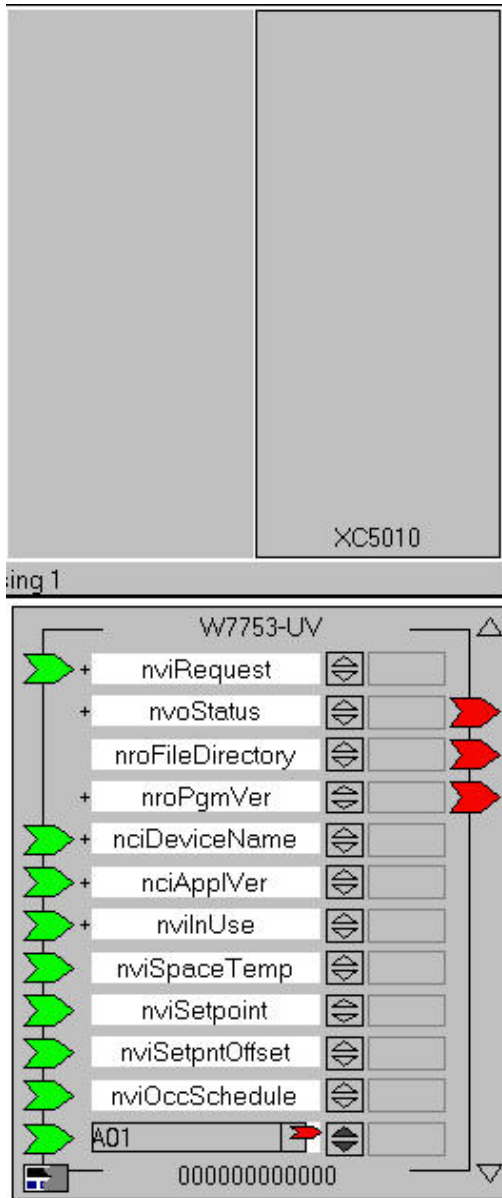 XC5010
sing 1
W7753-UV
+ nviRequest
+ nvoStatus
nroFileDirectory
+ nroPgmVer
+ nciDeviceName
+ nciApplVer
+ nviInUse
nviSpaceTemp
nviSetpoint
nviSetpntOffset
nviOccSchedule
A01
000000000000